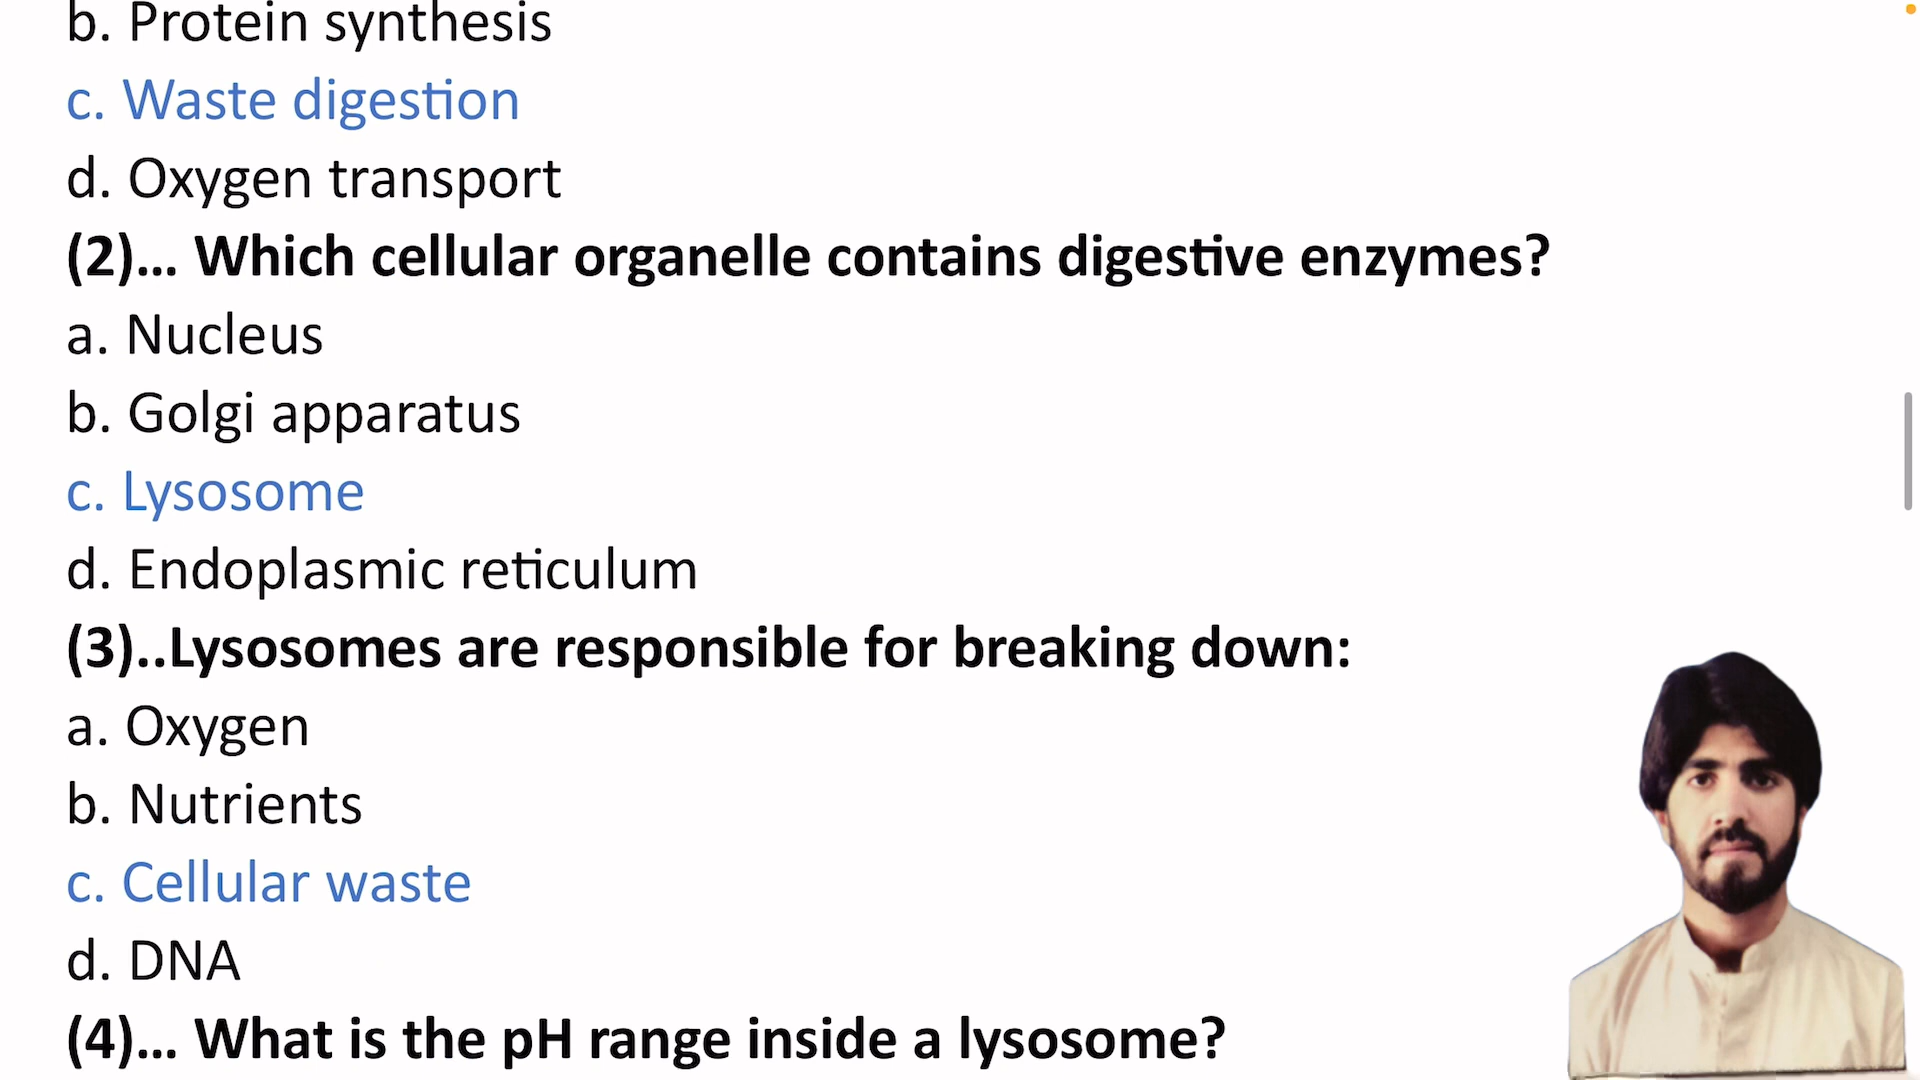 b. Protein synthesis
c. Waste digestion
d. Oxygen transport
(2)... Which cellular organelle contains digestive enzymes?
a. Nucleus
b. Golgi apparatus
c. Lysosome
d. Endoplasmic reticulum
(3)..Lysosomes are responsible for breaking down:
a. Oxygen
b. Nutrients
c. Cellular waste
d. DNA
(4)... What is the pH range inside a lysosome?